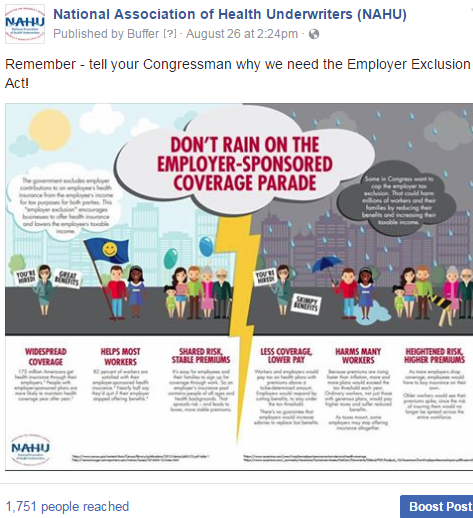 National Association of Health Underwriters (NAHU)
Published by Buffer [?] · August 26 at 2:24pm ·
Remember - tell your Congressman why we need the Employer Exclusion
Act!
DON'T RAIN ON THE
EMPLOYER-SPONSORED
COVERAGE PARADE
The government excludes employer
contributions to an employee's health
insurance from the employee's income
for tax purposes for both parties. This
"employer exclusion" encourages
businesses to offer health insurance
and lowers the employee's taxable
income.
Some in Congress want to
cap the employer tax
exclusion. That could harm
millions of workers and their
families by reducing their
benefits and increasing their
taxable income.
YOU'RE
HIRED!
GREAT
BENEFITS
YOU'RE
HIRED!
SKIMPY
BENEFITS
WIDESPREAD
COVERAGE
175 million Americans get
health insurance through their
employers. People with
employer-sponsored plans are
more likely to maintain health
coverage year after year.
HELPS MOST
WORKERS
82 percent of workers are
satisfied with their
employer-sponsored health
insurance. Nearly half say
they'd quit if their employer
stopped offering benefits.
SHARED RISK,
STABLE PREMIUMS
It's easy for employees and
their families to sign up for
coverage through work. So an
employer's insurance pool
contains people of all ages and
health backgrounds. That
spreads risk - and leads to
lower, more stable premiums.
LESS COVERAGE,
LOWER PAY
Workers and employers would
pay tax on health plans with
premiums above a
to-be-determined amount.
Employers would respond by
cutting benefits, to stay under
the tax threshold.
There's no guarantee that
employers would increase
salaries to replace lost benefits.
HARMS MANY
WORKERS
Because premiums are rising
faster than inflation, more and
more plans would exceed the
tax threshold each year.
Ordinary workers, not just those
with generous plans, would pay
higher taxes and suffer reduced
benefits.
As taxes mount, some
employers may stop offering
insurance altogether.
HEIGHTENED RISK,
HIGHER PREMIUMS
As more employers drop
coverage, employees would
have to buy insurance on their
own.
Older workers would see their
premiums spike, since the risk
of insuring them would no
longer be spread across the
entire workforce.
NAHU
1,751 people reached
Boost Post